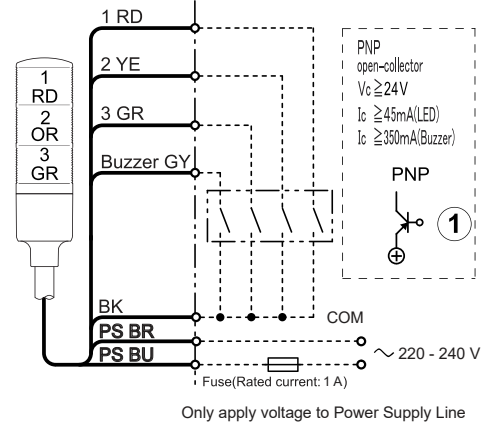 1 RD
2 YE
3 GR
Buzzer GY
1
RD
2
OR
3
GR
BK
PS BR
PS BU
COM
~ 220 - 240 V
Fuse(Rated current: 1 A)
Only apply voltage to Power Supply Line
PNP
open-collector
Vc ≧24V
Ic ≧45mA(LED)
Ic ≧350mA(Buzzer)
PNP
1